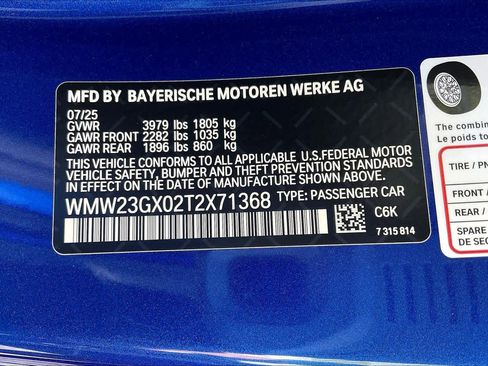 MFD BY BAYERISCHE MOTOREN WERKE AG
07/25
GVWR 3979 lbs 1805 kg
GAWR FRONT 2282 lbs 1035 kg
GAWR REAR 1896 lbs 860 kg
THIS VEHICLE CONFORMS TO ALL APPLICABLE U.S.FEDERAL MOTOR
VEHICLE SAFETY, BUMPER AND THEFT PREVENTION STANDARDS
IN EFFECT ON THE DATE OF MANUFACTURE SHOWN ABOVE.
WMW23GX02T2X71368 TYPE: PASSENGER CAR
C6K
7 315 814
The combin
Le poids to
TIRE / PN
FRONT /
REAR /
SPARE
DE SEC